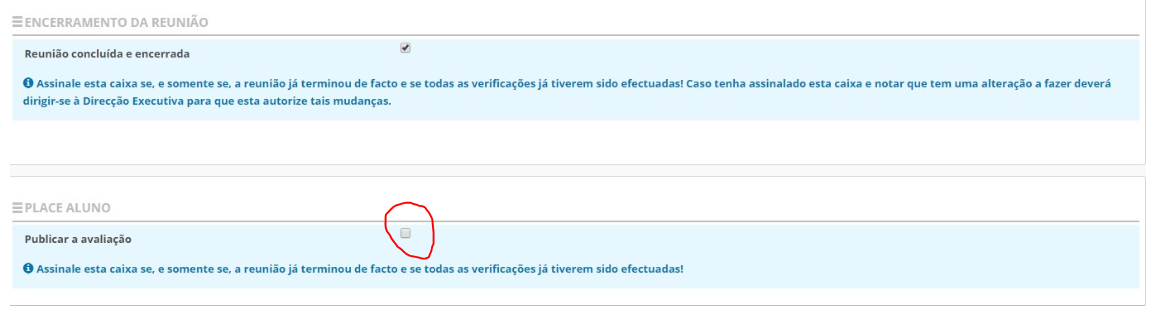 ENCERRAMENTO DA REUNIÃO
Reunião concluída e encerrada
Assinale esta caixa se, e somente se, a reunião já terminou de facto e se todas as verificações já tiverem sido efectuadas! Caso tenha assinalado esta caixa e notar que tem uma alteração a fazer deverá
dirigir-se à Direcção Executiva para que esta autorize tais mudanças.
PLACE ALUNO
Publicar a avaliação
Assinale esta caixa se, e somente se, a reunião já terminou de facto e se todas as verificações já tiverem sido efectuadas!